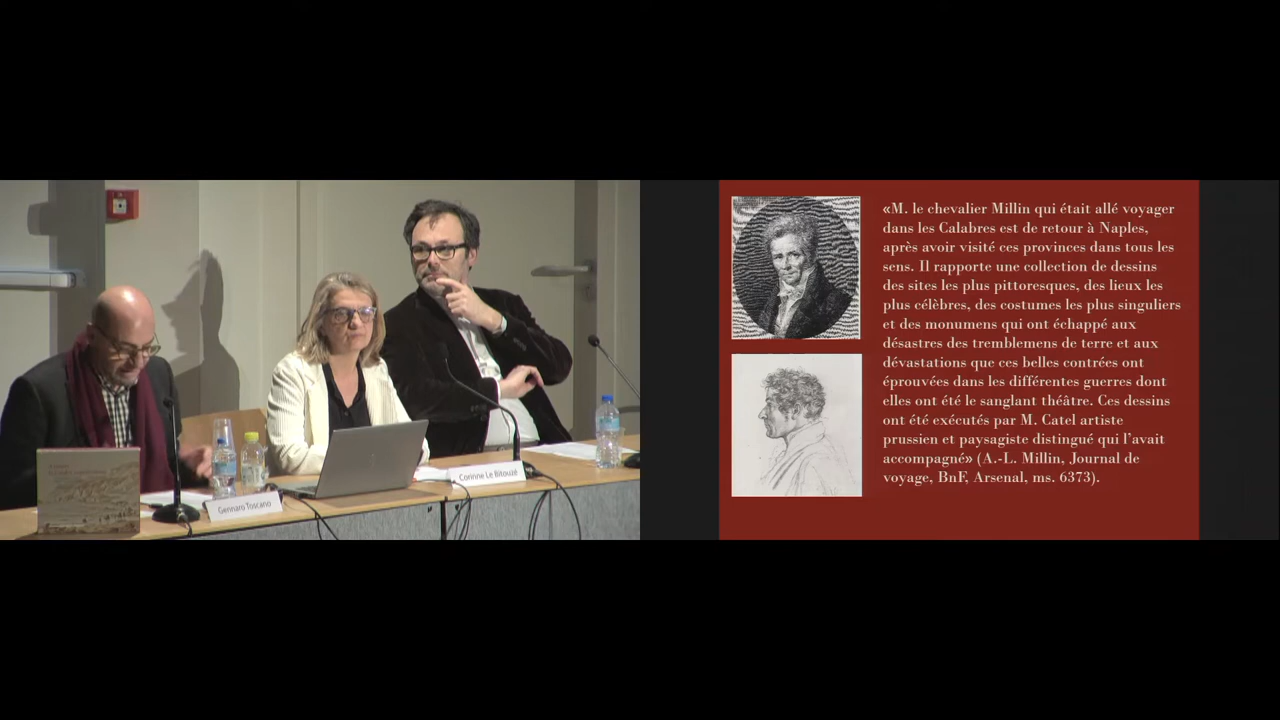 Gennaro Toscano
Corinne Le Bitouzé
«M. le chevalier Millin qui était allé voyager
dans les Calabres est de retour à Naples,
après avoir visité ces provinces dans tous les
sens. Il rapporte une collection de dessins
des sites les plus pittoresques, des lieux les
plus célèbres, des costumes les plus singuliers
et des monumens qui ont échappé aux
désastres des tremblemens de terre et aux
dévastations que ces belles contrées ont
éprouvées dans les différentes guerres dont
elles ont été le sanglant théâtre. Ces dessins
ont été exécutés par M. Catel artiste
prussien et paysagiste distingué qui l'avait
accompagné» (A.-L. Millin, Journal de
voyage, BnF, Arsenal, ms. 6373).